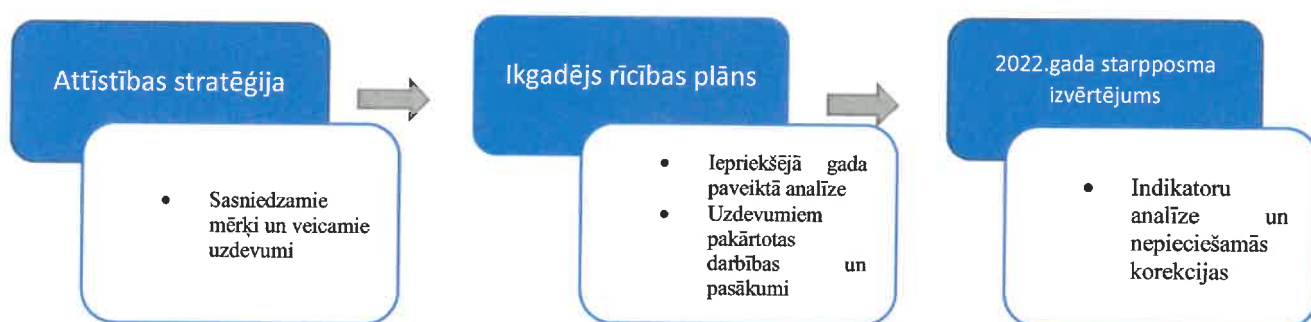 Attīstības stratēģija
• Sasniedzamie
mērķi un veicamie
uzdevumi
Ikgadējs rīcības plāns
• Iepriekšējā gada
paveiktā analīze
• Uzdevumiem
pakārtotas
darbības un
pasākumi
2022.gada starpposma
izvērtējums
• Indikatoru
analīze un
nepieciešamās
korekcijas